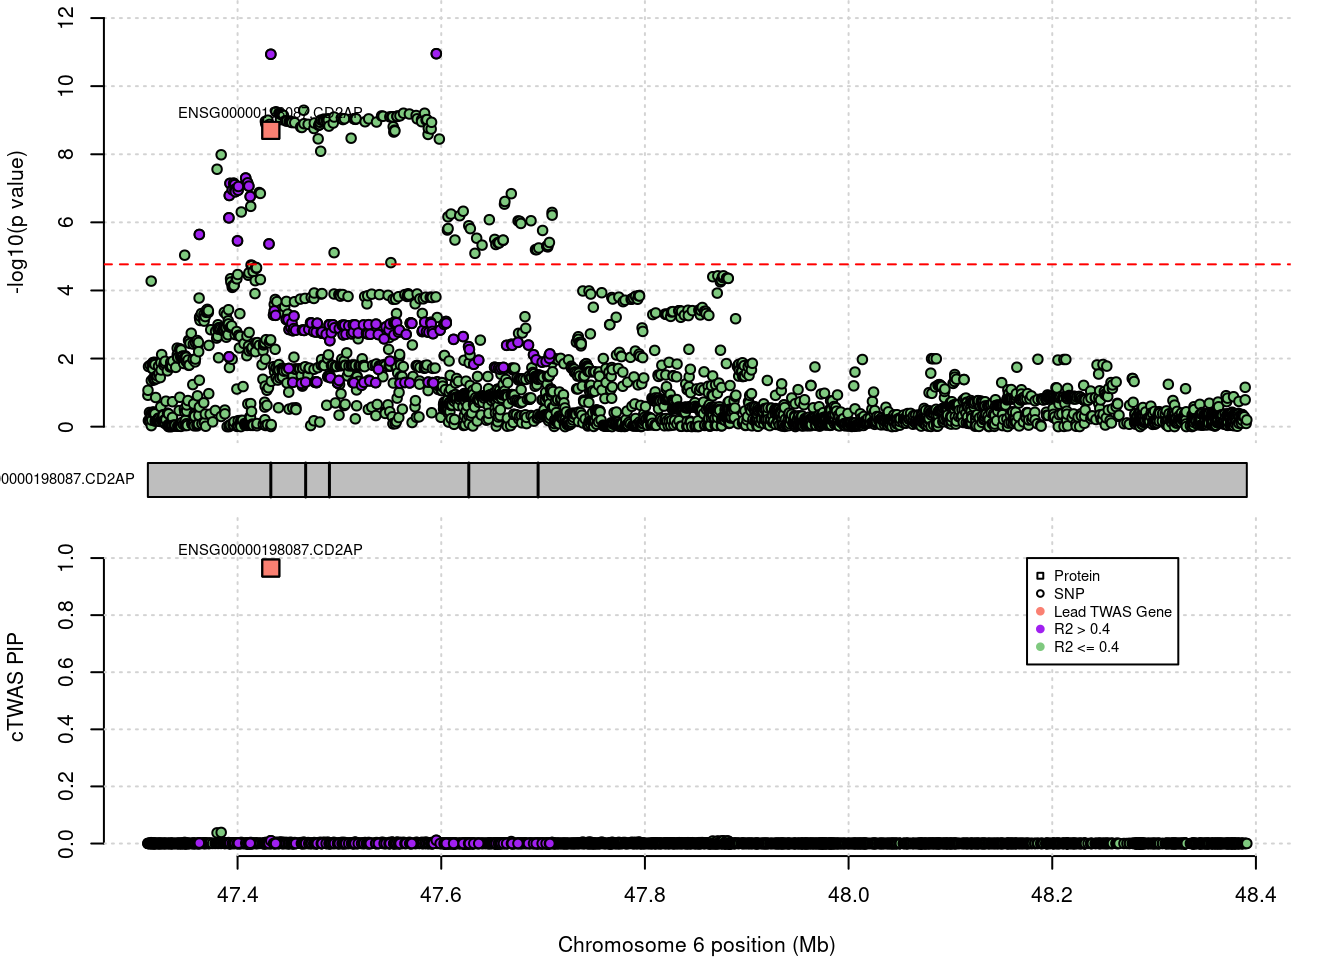 -log10(p value)
12
10
8
6
4
2
0
ENSG00000198087.CD2AP
0000198087.CD2AP
ENSG00000198087.CD2AP
cTWAS PIP
1.0
0.8
0.6
0.4
0.2
0.0
Protein
SNP
Lead TWAS Gene
R2 > 0.4
R2 <= 0.4
47.4 47.6 47.8 48.0 48.2 48.4
Chromosome 6 position (Mb)